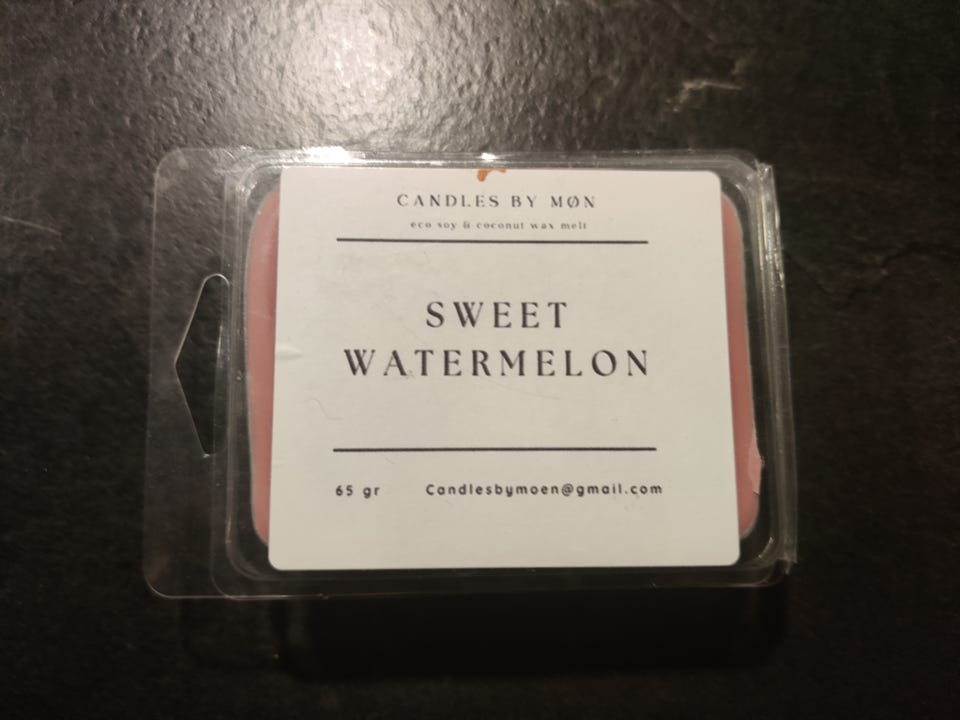 CANDLES BY MØN
eco soy & coconut wax melt
SWEET
WATERMELON
65 gr Candlesbymoen@gmail.com